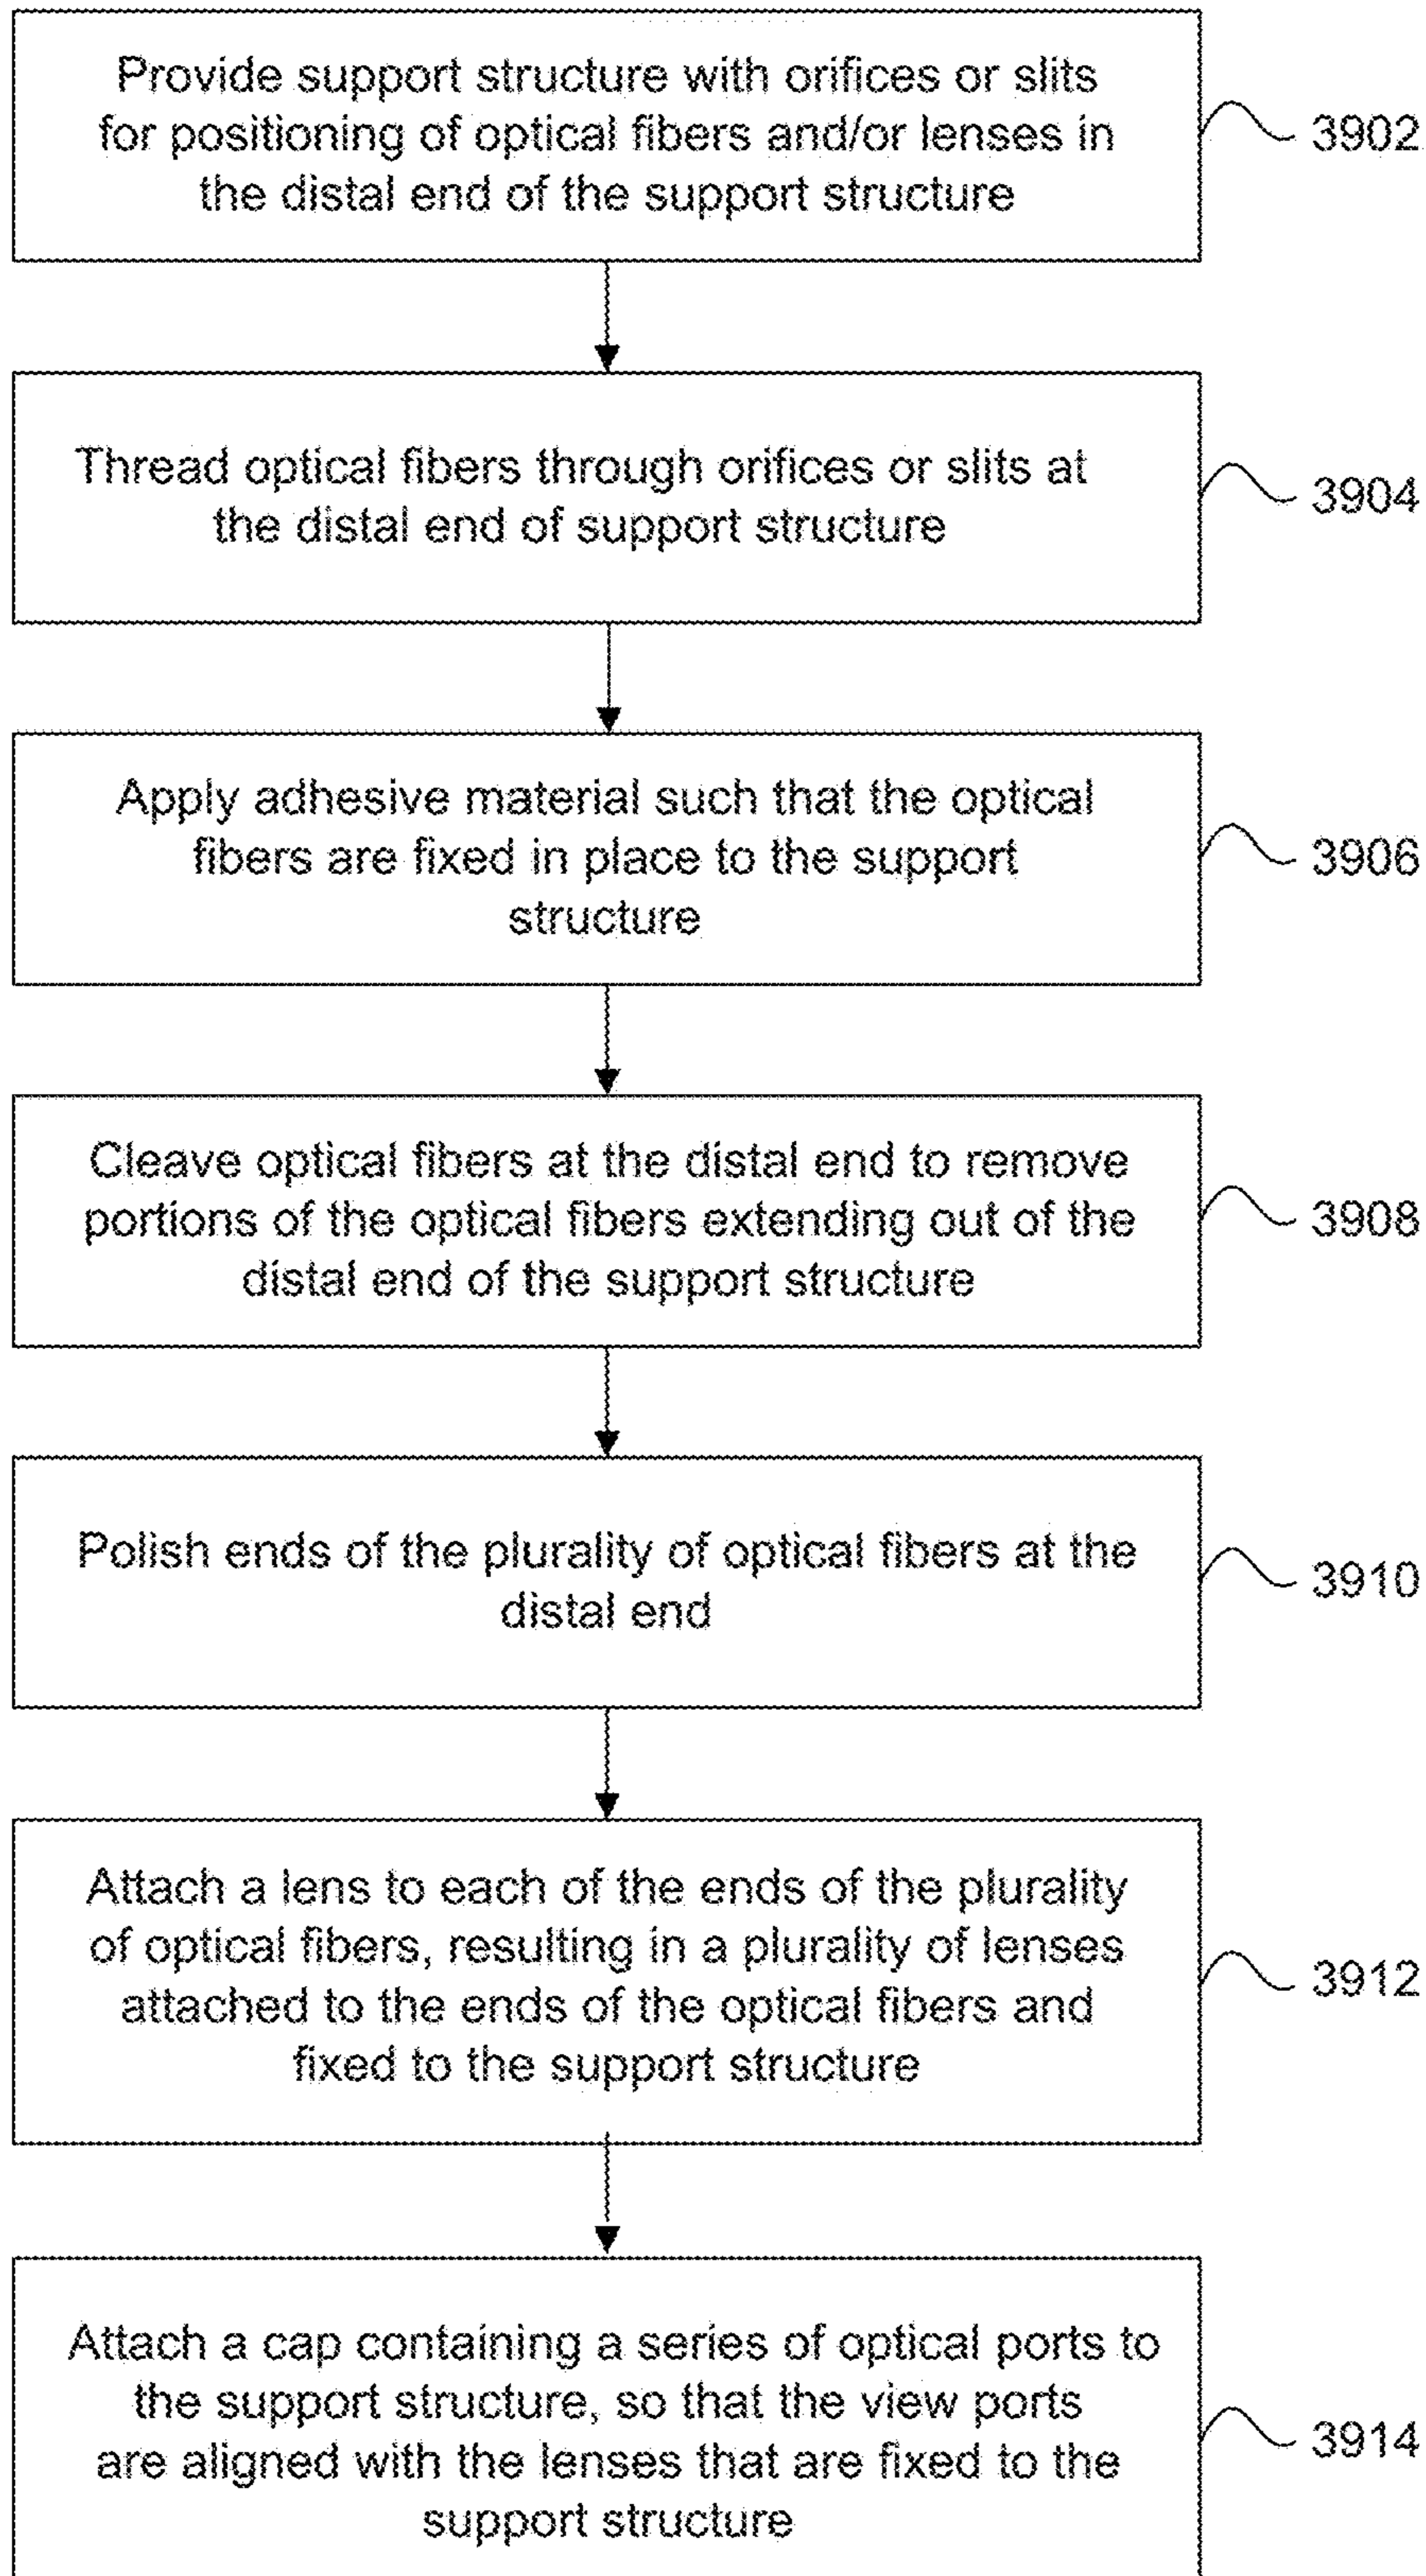 Provide support structure with orifices or slits
for positioning of optical fibers and/or lenses in
the distal end of the support structure
3902
Thread optical fibers through orifices or slits at
the distal end of support structure
3904
Apply adhesive material such that the optical
fibers are fixed in place to the support
structure
3906
Cleave optical fibers at the distal end to remove
portions of the optical fibers extending out of the
distal end of the support structure
3908
Polish ends of the plurality of optical fibers at the
distal end
3910
Attach a lens to each of the ends of the plurality
of optical fibers, resulting in a plurality of lenses
attached to the ends of the optical fibers and
fixed to the support structure
3912
Attach a cap containing a series of optical ports to
the support structure, so that the view ports
are aligned with the lenses that are fixed to the
support structure
3914